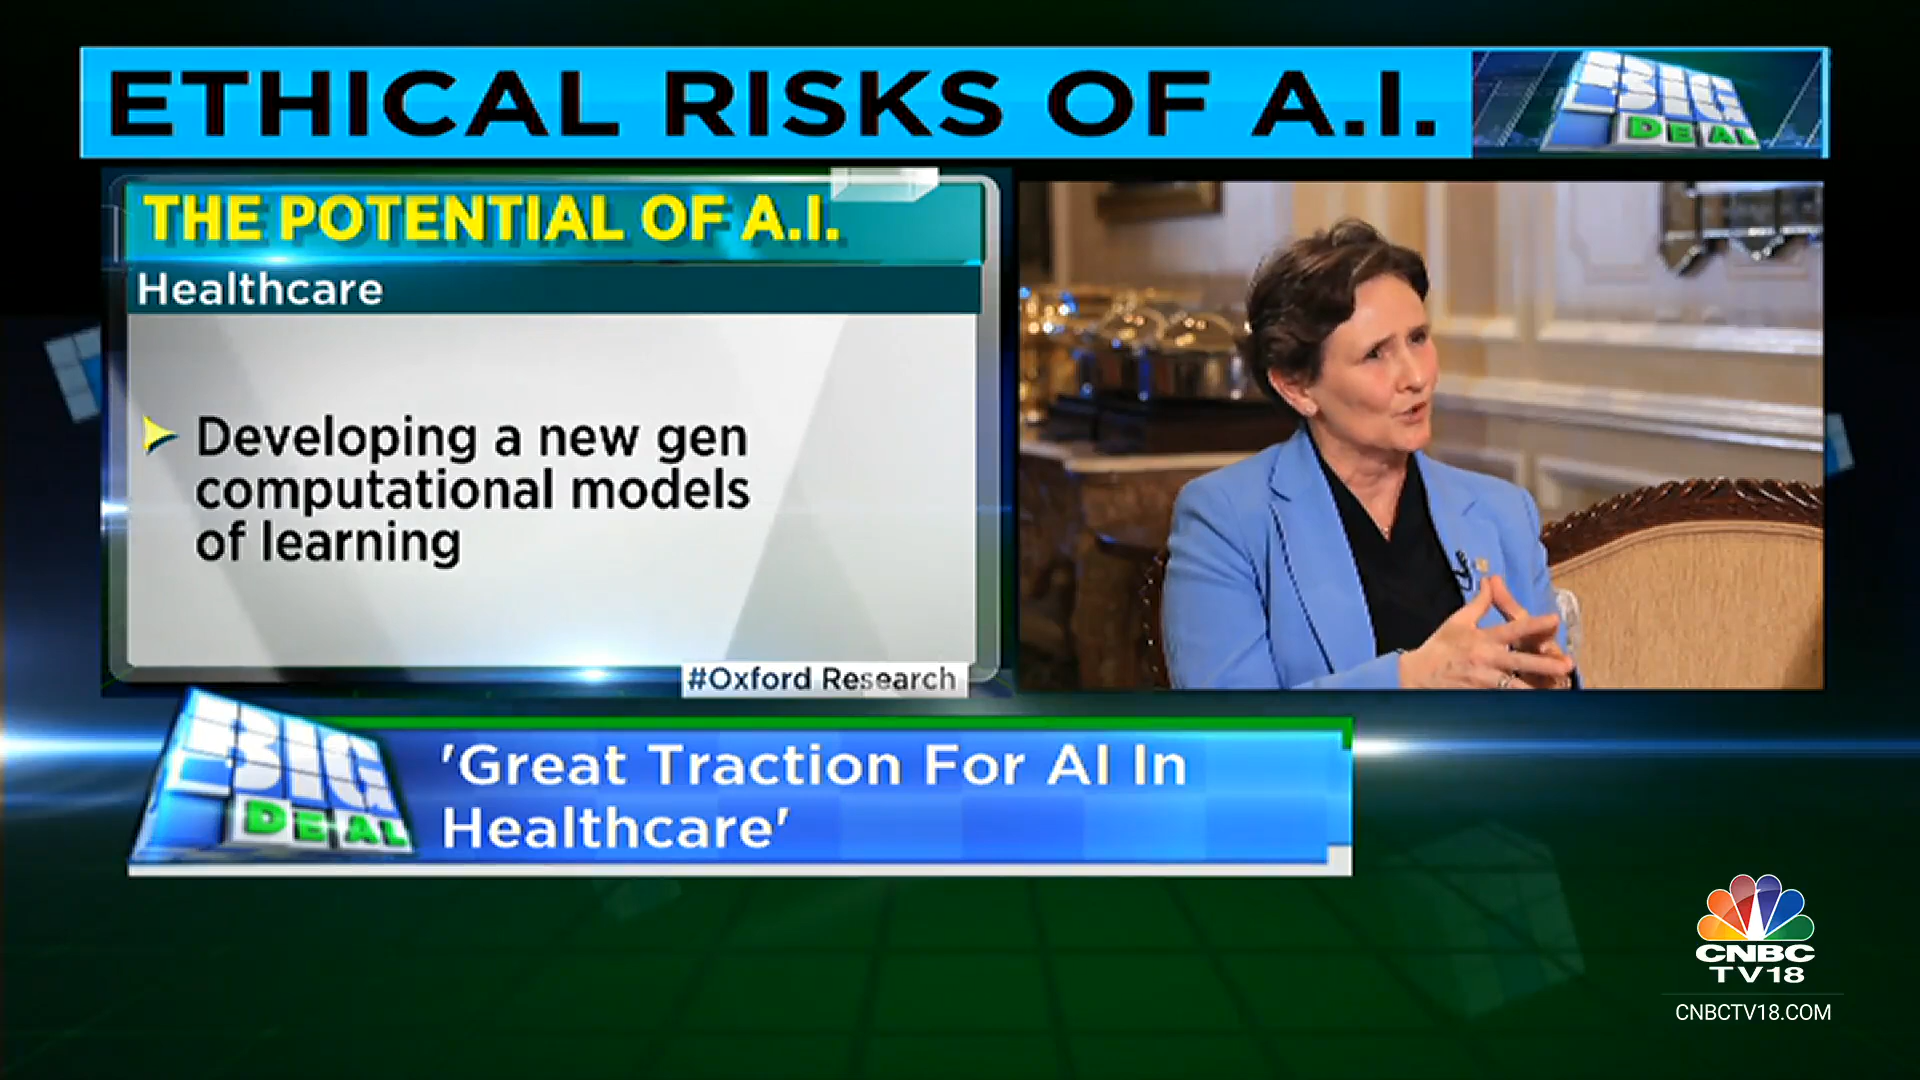 ETHICAL RISKS OF A.I.
BIG
DEAL
THE POTENTIAL OF A.I.
Healthcare
Developing a new gen
computational models
of learning
#Oxford Research
BIG
DEAL
'Great Traction For AI In
Healthcare'
CNBC
TV18
CNBCTV18.COM